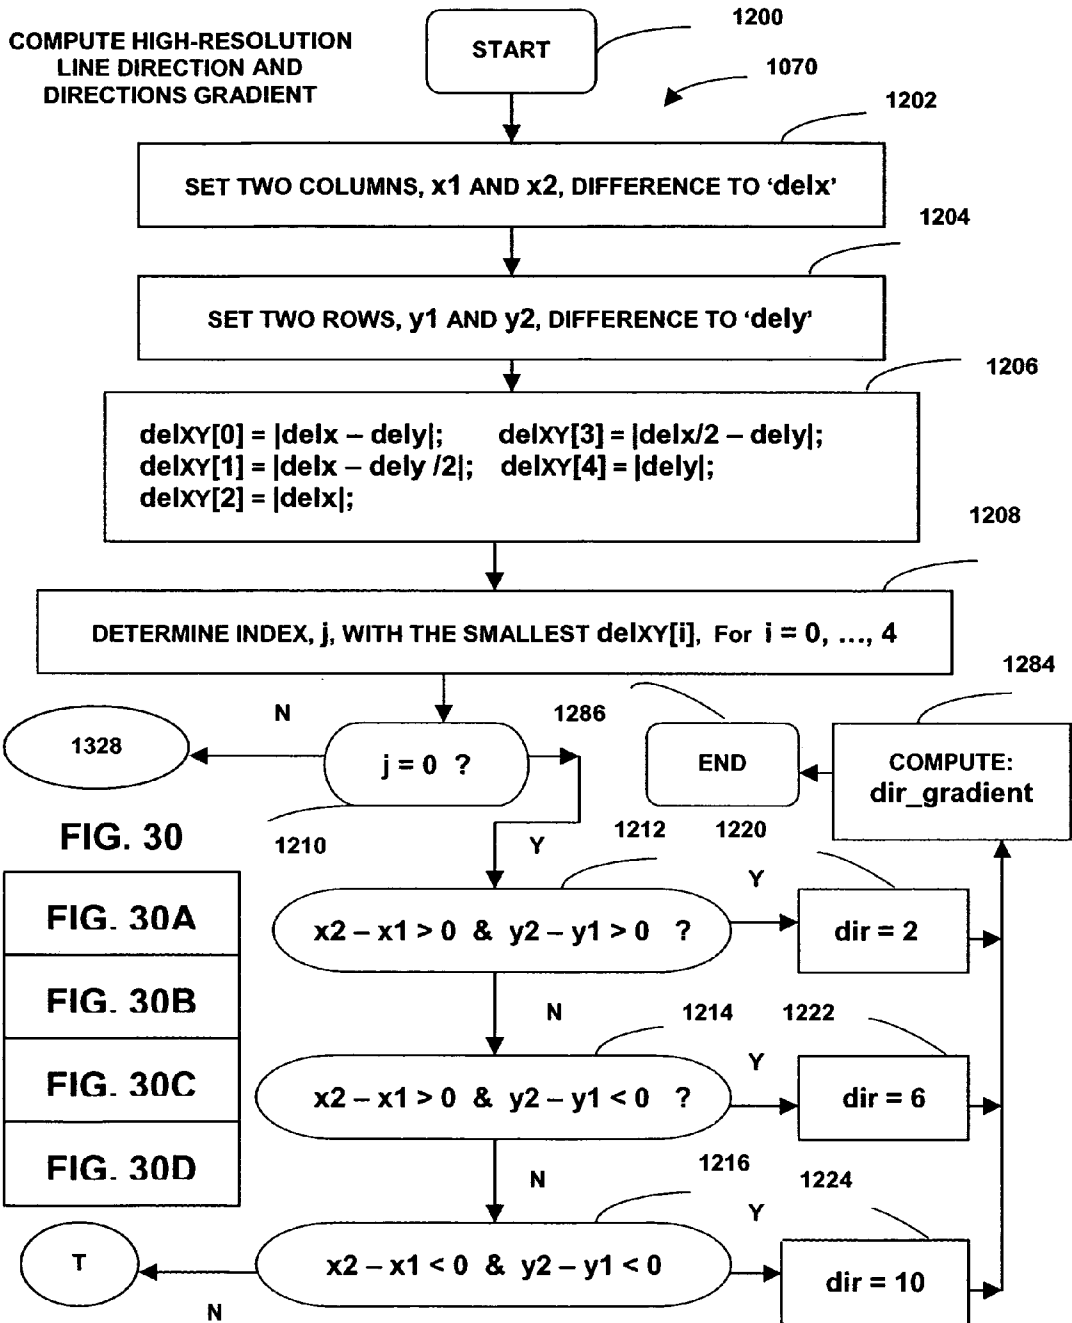 COMPUTE HIGH-RESOLUTION
LINE DIRECTION AND
DIRECTIONS GRADIENT
START
1200
1070
1202
SET TWO COLUMNS, x1 AND x2, DIFFERENCE TO ‘delx’
1204
SET TWO ROWS, y1 AND y2, DIFFERENCE TO ‘dely’
1206
delXY[0] = |delx – dely|; delXY[3] = |delx/2 – dely|;
delXY[1] = |delx – dely /2|; delXY[4] = |dely|;
delXY[2] = |delx|;
1208
DETERMINE INDEX, j, WITH THE SMALLEST delXY[i], For i = 0, ..., 4
1284
N
1286
1328
j = 0 ?
END
COMPUTE:
dir_gradient
FIG. 30
1210
Y
1212
1220
Y
FIG. 30A
x2 – x1 > 0 & y2 – y1 > 0 ?
dir = 2
FIG. 30B
N
1214
1222
Y
FIG. 30C
x2 – x1 > 0 & y2 – y1 < 0 ?
dir = 6
FIG. 30D
N
1216
1224
Y
T
x2 – x1 < 0 & y2 – y1 < 0
dir = 10
N